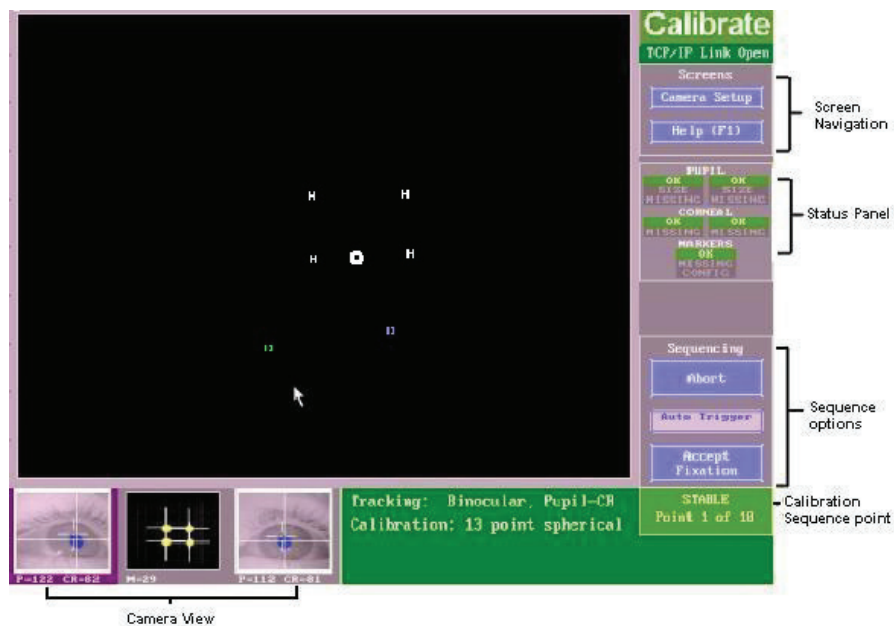 Calibrate
TCP/IP Link Open
Screens
Camera Setup
Help (F1)
Screen
Navigation
PUPIL
OK OK
SIZE SIZE
MISSING MISSING
CORNEAL
OK OK
MISSING MISSING
MARKERS
OK
MISSING
CONFIG
Status Panel
H H
H H
Sequencing
Abort
Auto Trigger
Accept
Fixation
Sequence
options
Tracking: Binocular, Pupil-CR
Calibration: 13 point spherical
STABLE
Point 1 of 18
Calibration
Sequence point
P=122 CR=82
M=29
P=112 CR=81
Camera View